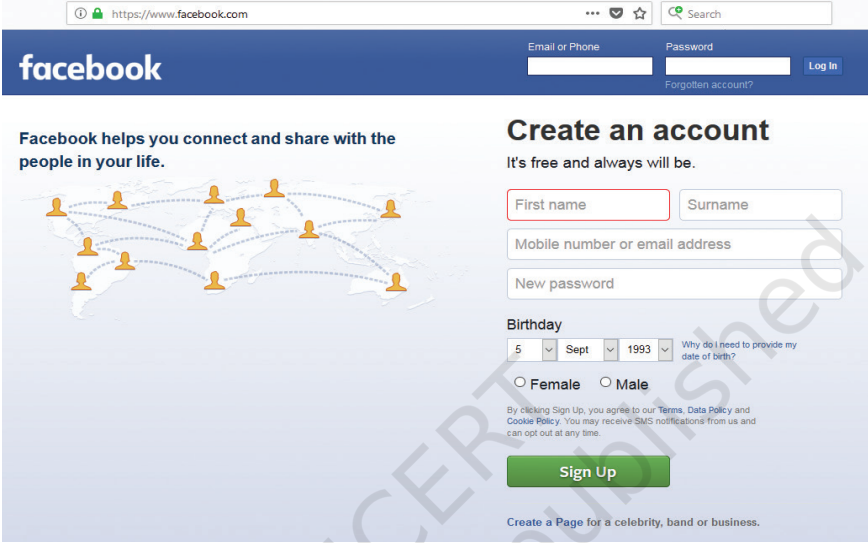 https://www.facebook.com
Search
facebook
Email or Phone
Password
Log In
Forgotten account?
Facebook helps you connect and share with the
people in your life.
Create an account
It's free and always will be.
First name
Surname
Mobile number or email address
New password
Birthday
5 Sept 1993
Why do I need to provide my
date of birth?
Female Male
By clicking Sign Up, you agree to our Terms, Data Policy and
Cookie Policy. You may receive SMS notifications from us and
can opt out at any time.
Sign Up
Create a Page for a celebrity, band or business.
NCERT
published